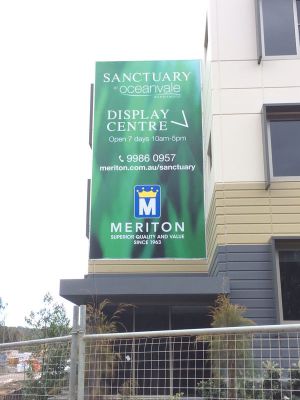 SANCTUARY
at oceanvale
DISPLAY
CENTRE
Open 7 days 10am-5pm
9986 0957
meriton.com.au/sanctuary
M
MERITON
SUPERIOR QUALITY AND VALUE
SINCE 1963